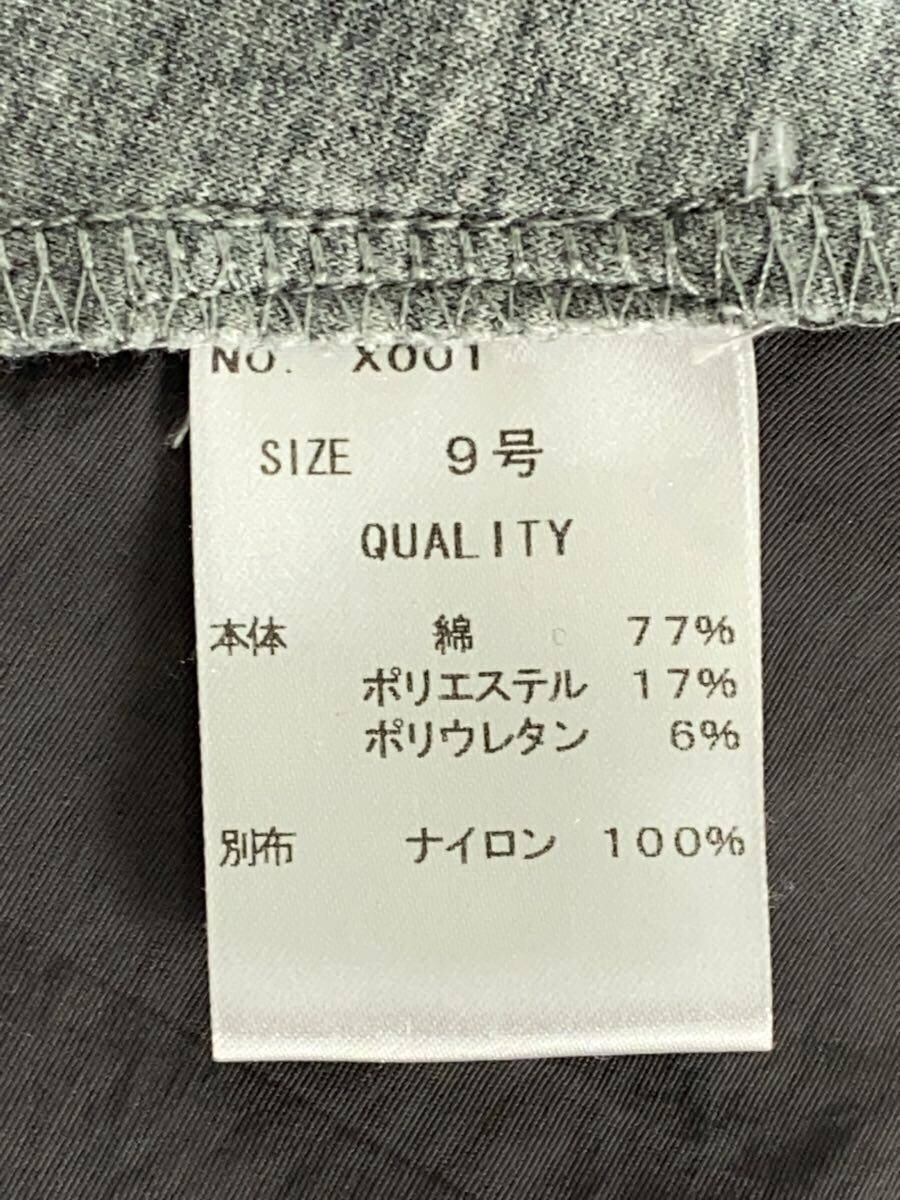 NO. X001
SIZE 9号
QUALITY
本体 綿 77%
ポリエステル 17%
ポリウレタン 6%
別布 ナイロン 100%